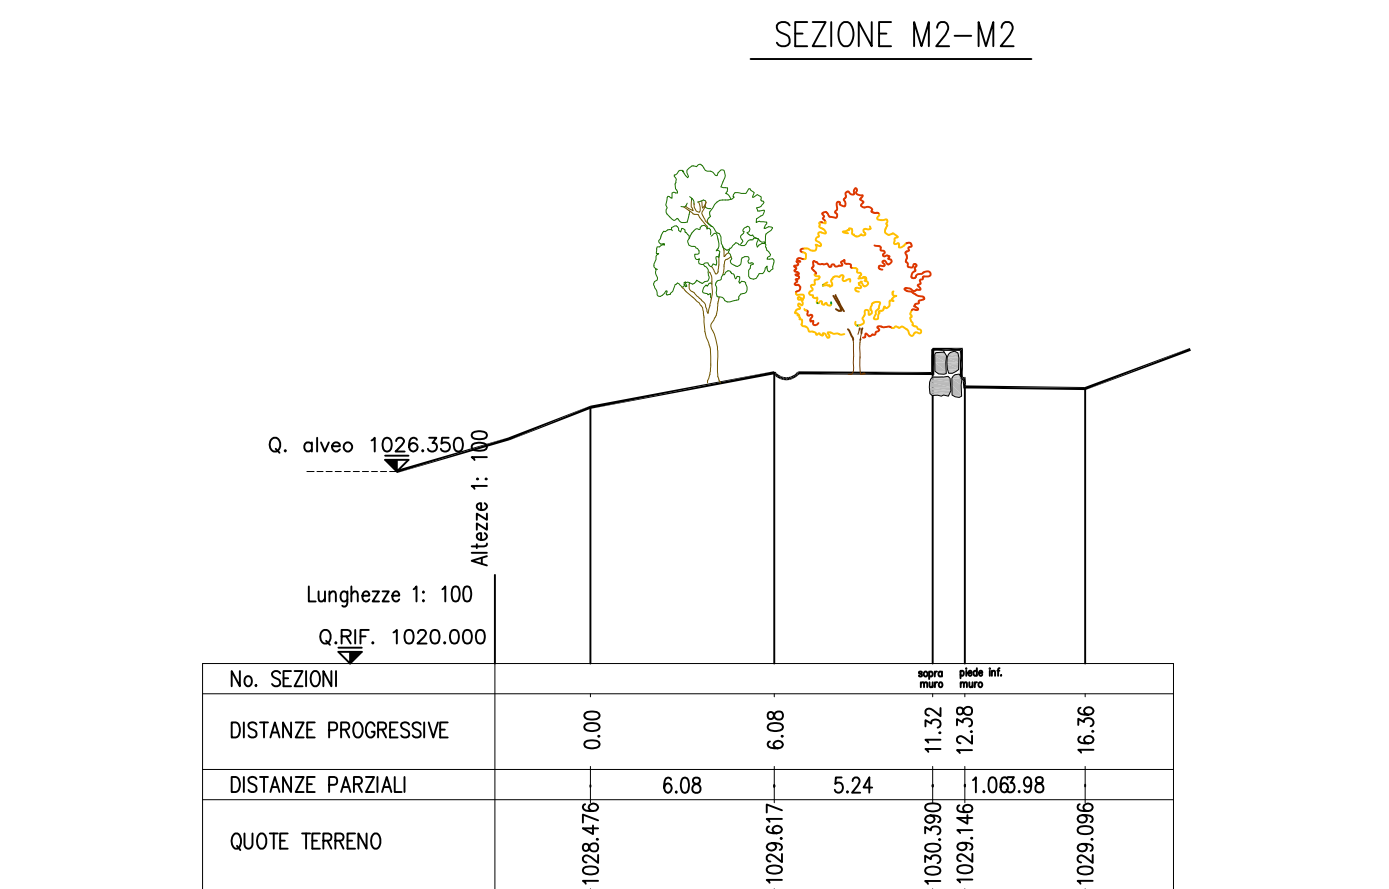 SEZIONE M2-M2
Q. alveo 1026.350
Altezze 1: 100
Lunghezze 1: 100
Q.RIF. 1020.000
No. SEZIONI
sopra muro
piede inf. muro
DISTANZE PROGRESSIVE
0.00
6.08
11.32
12.38
16.36
DISTANZE PARZIALI
6.08
5.24
1.06
3.98
QUOTE TERRENO
1028.476
1029.617
1030.390
1029.146
1029.096